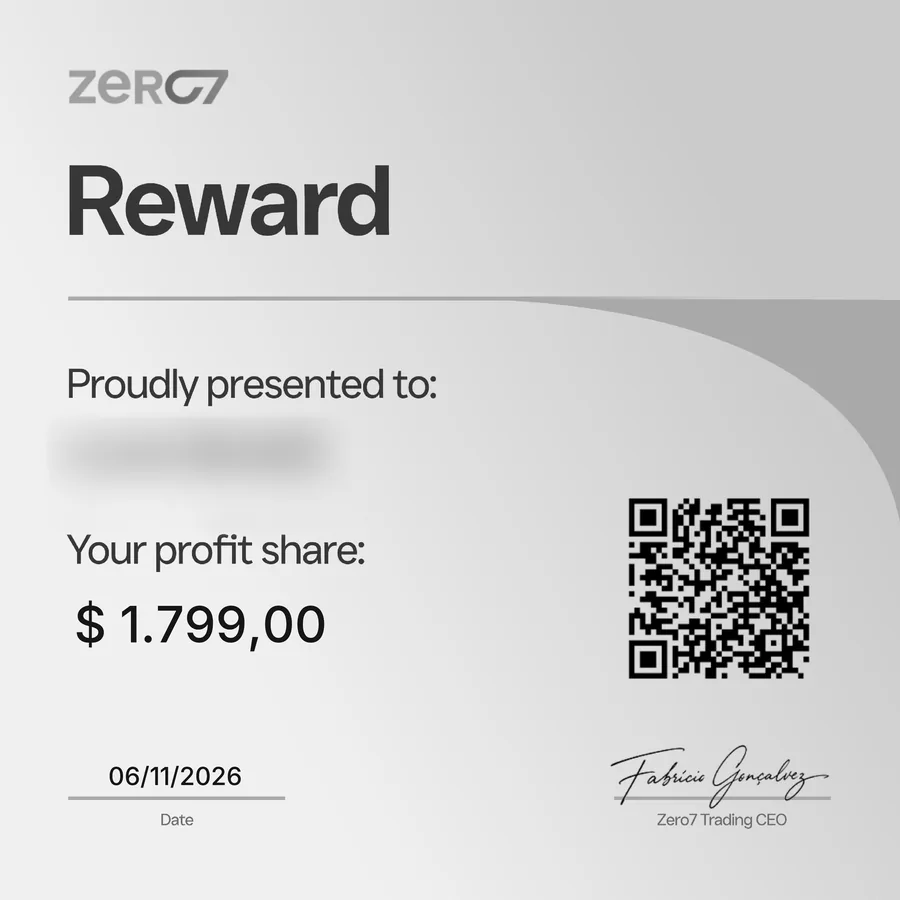 zero7
Reward
Proudly presented to:
Your profit share:
$ 1.799,00
06/11/2026
Date
Fabrício Gonçalvez
Zero7 Trading CEO